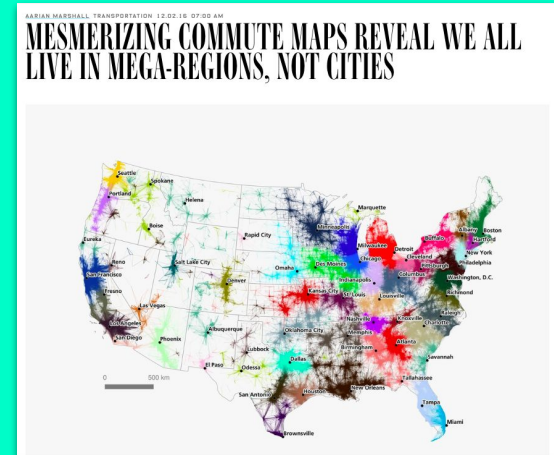 AARIAN MARSHALL TRANSPORTATION 12.02.16 07:00 AM
MESMERIZING COMMUTE MAPS REVEAL WE ALL
LIVE IN MEGA-REGIONS, NOT CITIES
Seattle
Spokane
Portland
Helena
Marquette
Boise
Minneapolis
Buffalo
Albany
Boston
Hartford
Eureka
Rapid City
Milwaukee
Detroit
New York
Reno
Salt Lake City
Omaha
Des Moines
Chicago
Cleveland
Pittsburgh
Philadelphia
San Francisco
Denver
Indianapolis
Columbus
Washington, D.C.
Fresno
Kansas City
St. Louis
Louisville
Richmond
Las Vegas
Nashville
Knoxville
Raleigh
Los Angeles
Albuquerque
Oklahoma City
Memphis
Charlotte
San Diego
Phoenix
Lubbock
Birmingham
Atlanta
El Paso
Odessa
Dallas
Savannah
0 500 km
San Antonio
Houston
New Orleans
Tallahassee
Tampa
Brownsville
Miami